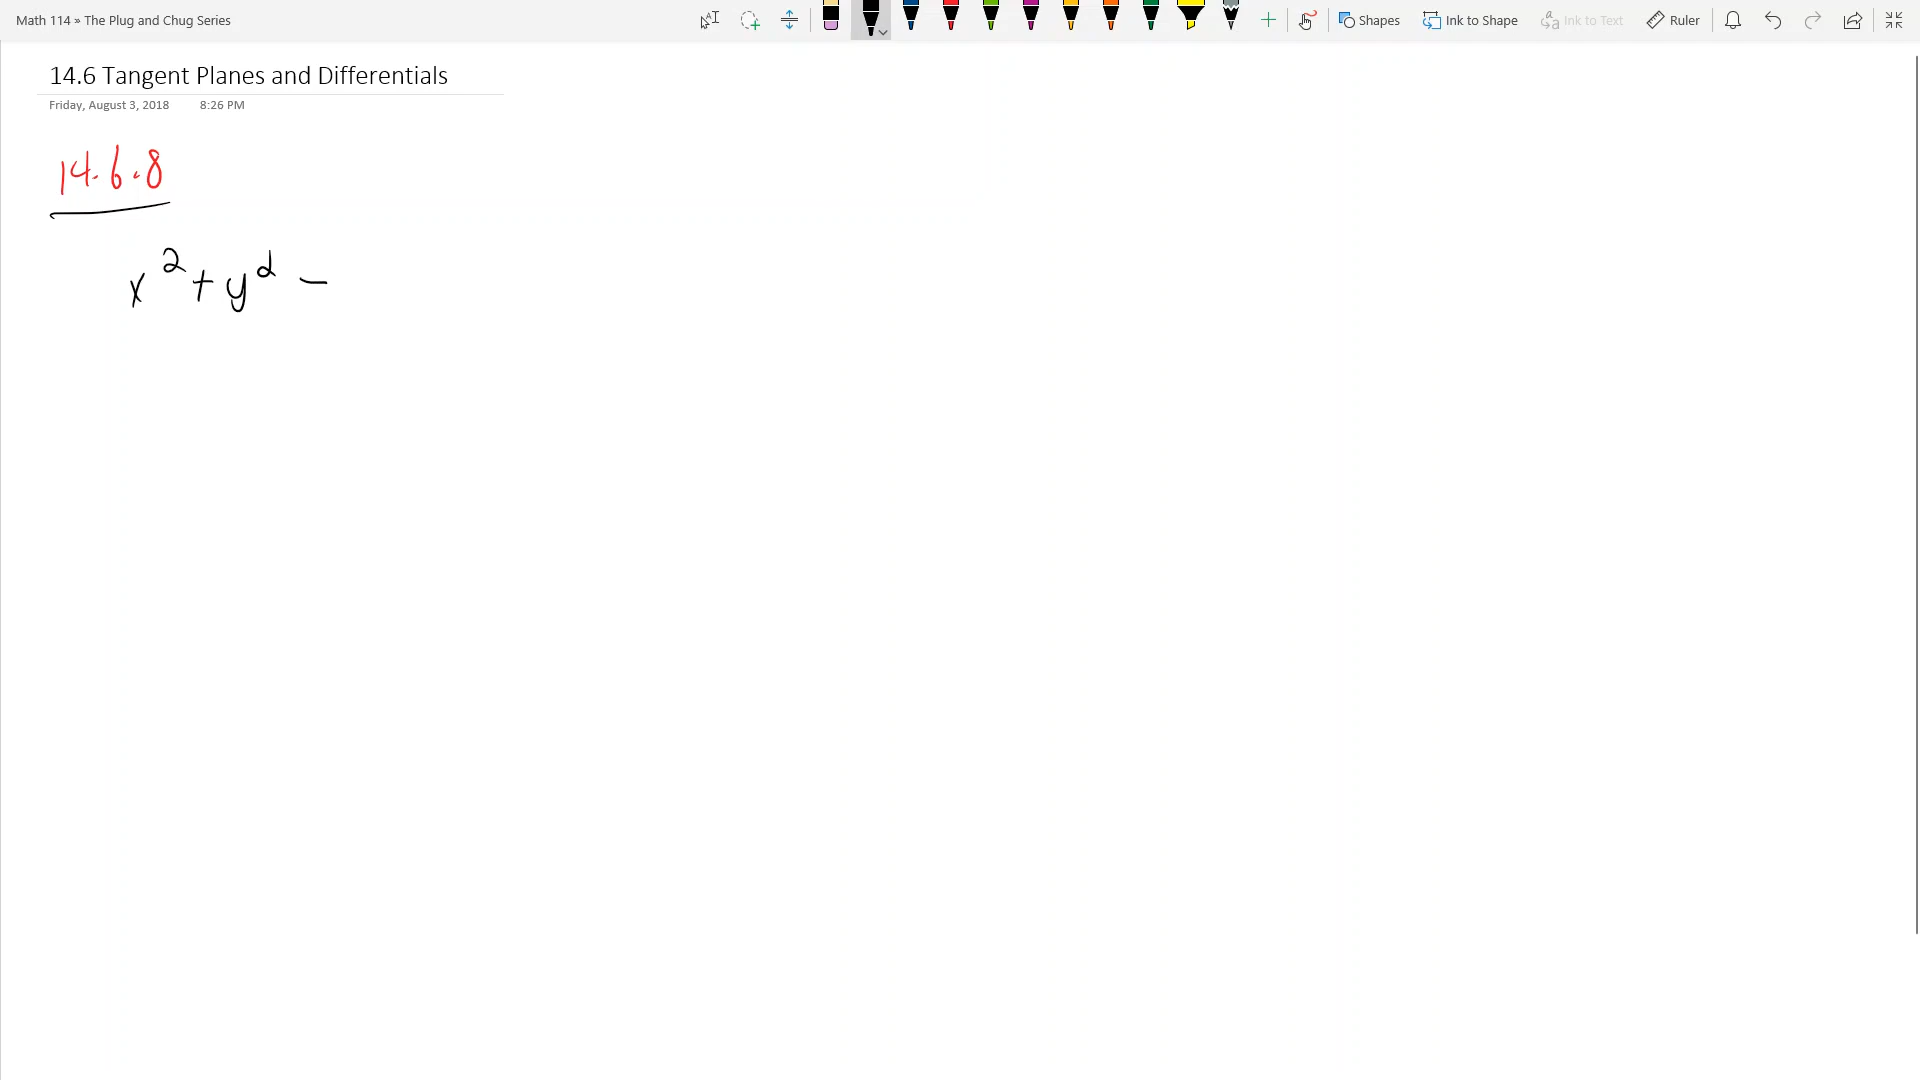 Math 114 » The Plug and Chug Series Shapes Ink to Shape Ink to Text Ruler
14.6 Tangent Planes and Differentials
Friday, August 3, 2018 8:26 PM
14.6.8
x² + y² −